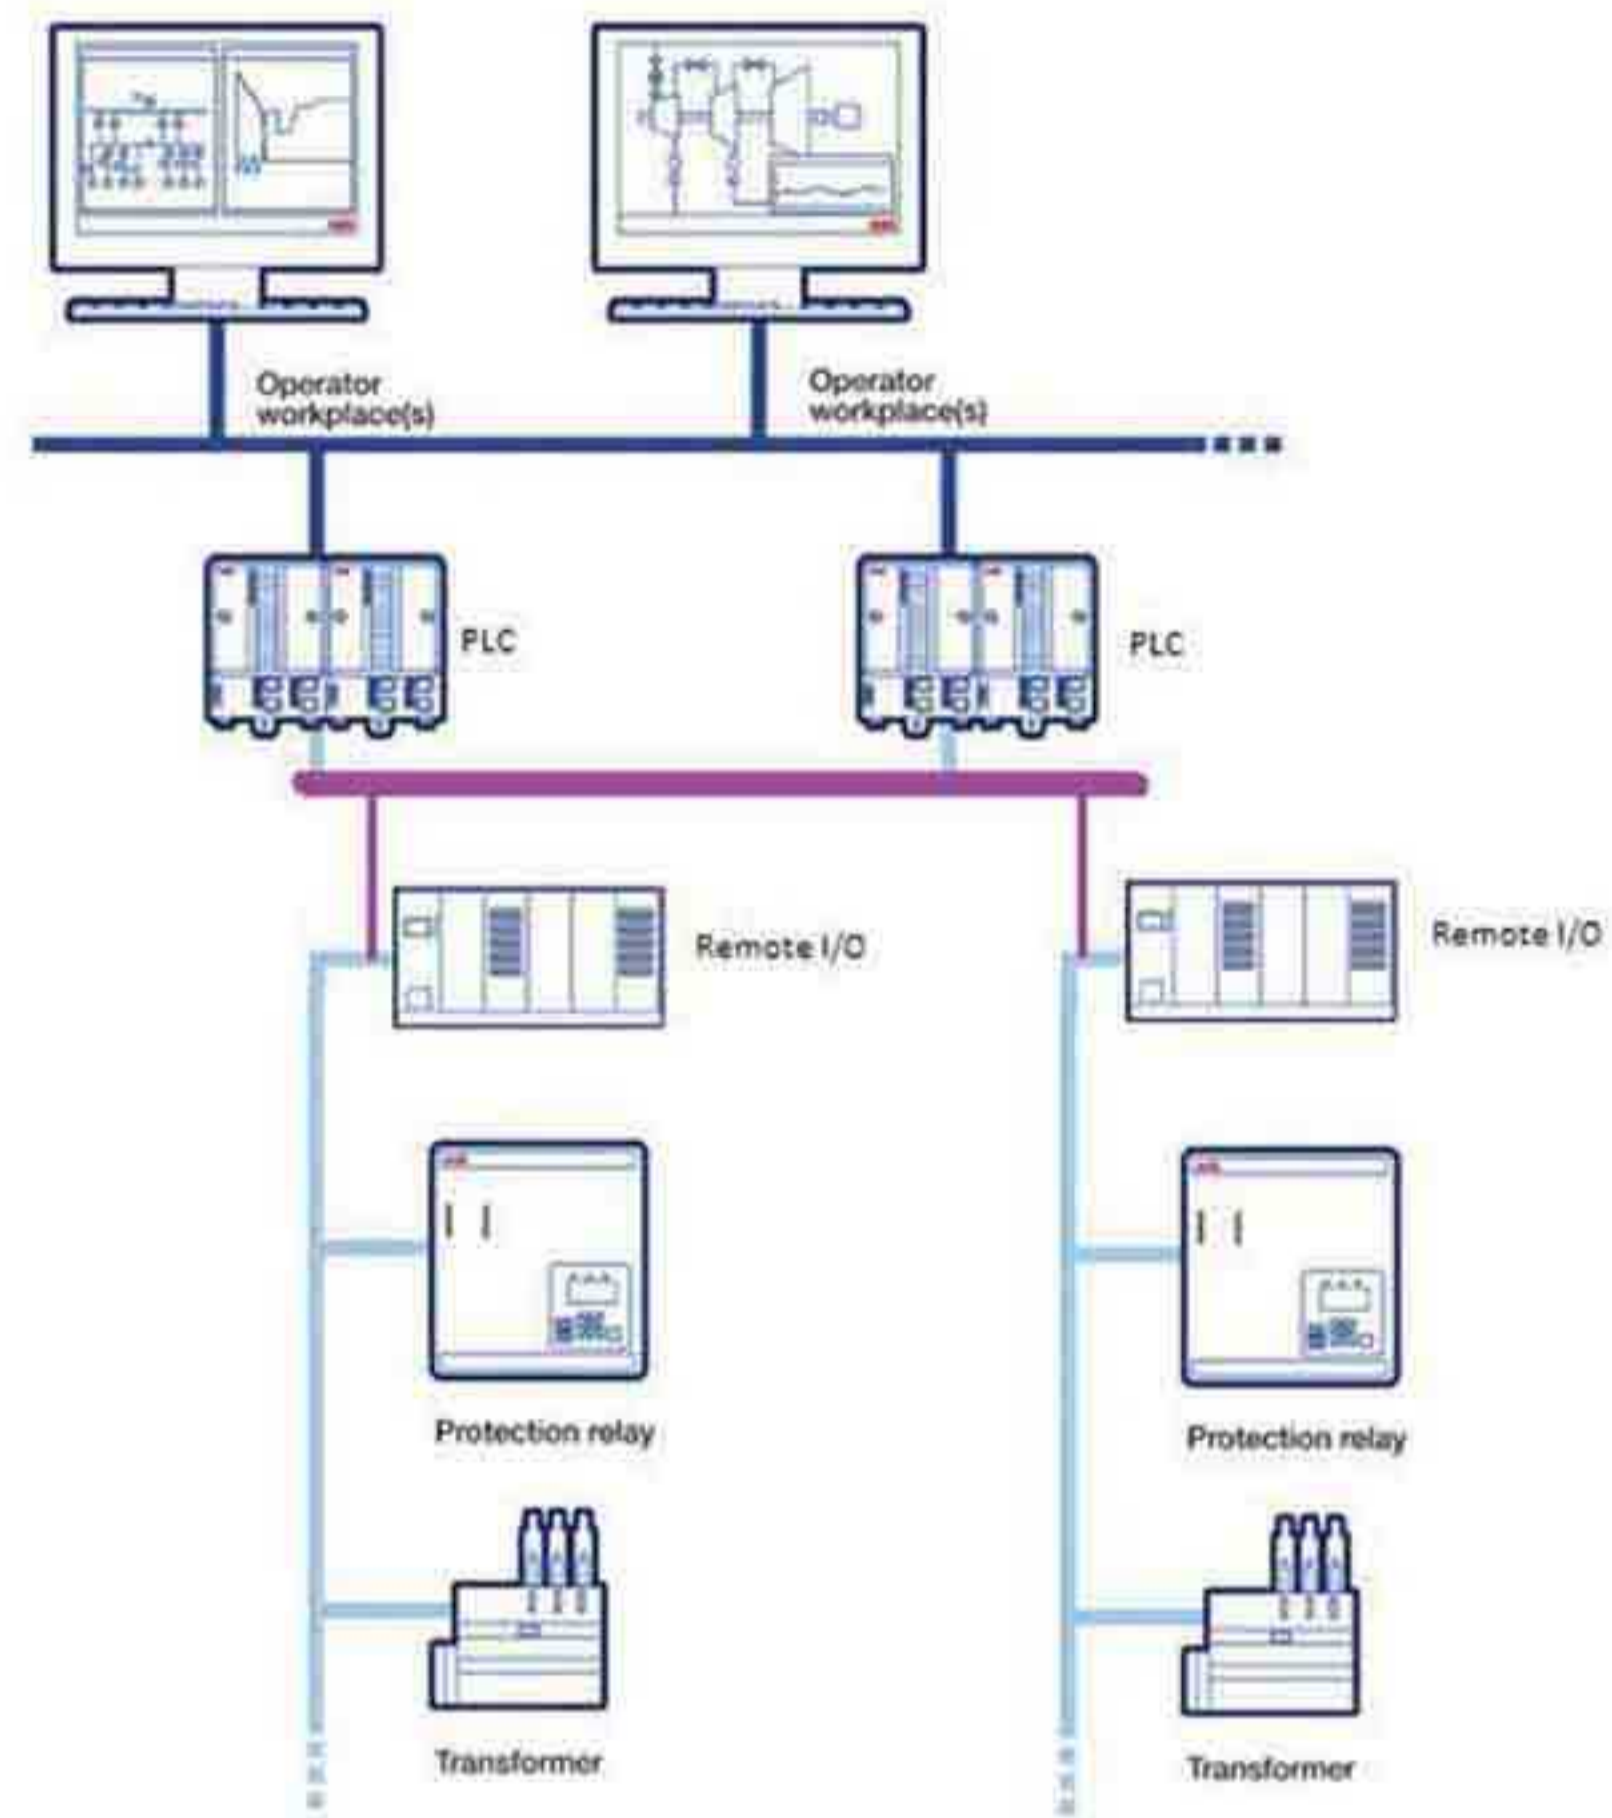 Operator
workplace(s)
Operator
workplace(s)
PLC
PLC
Remote I/O
Remote I/O
Protection relay
Protection relay
Transformer
Transformer